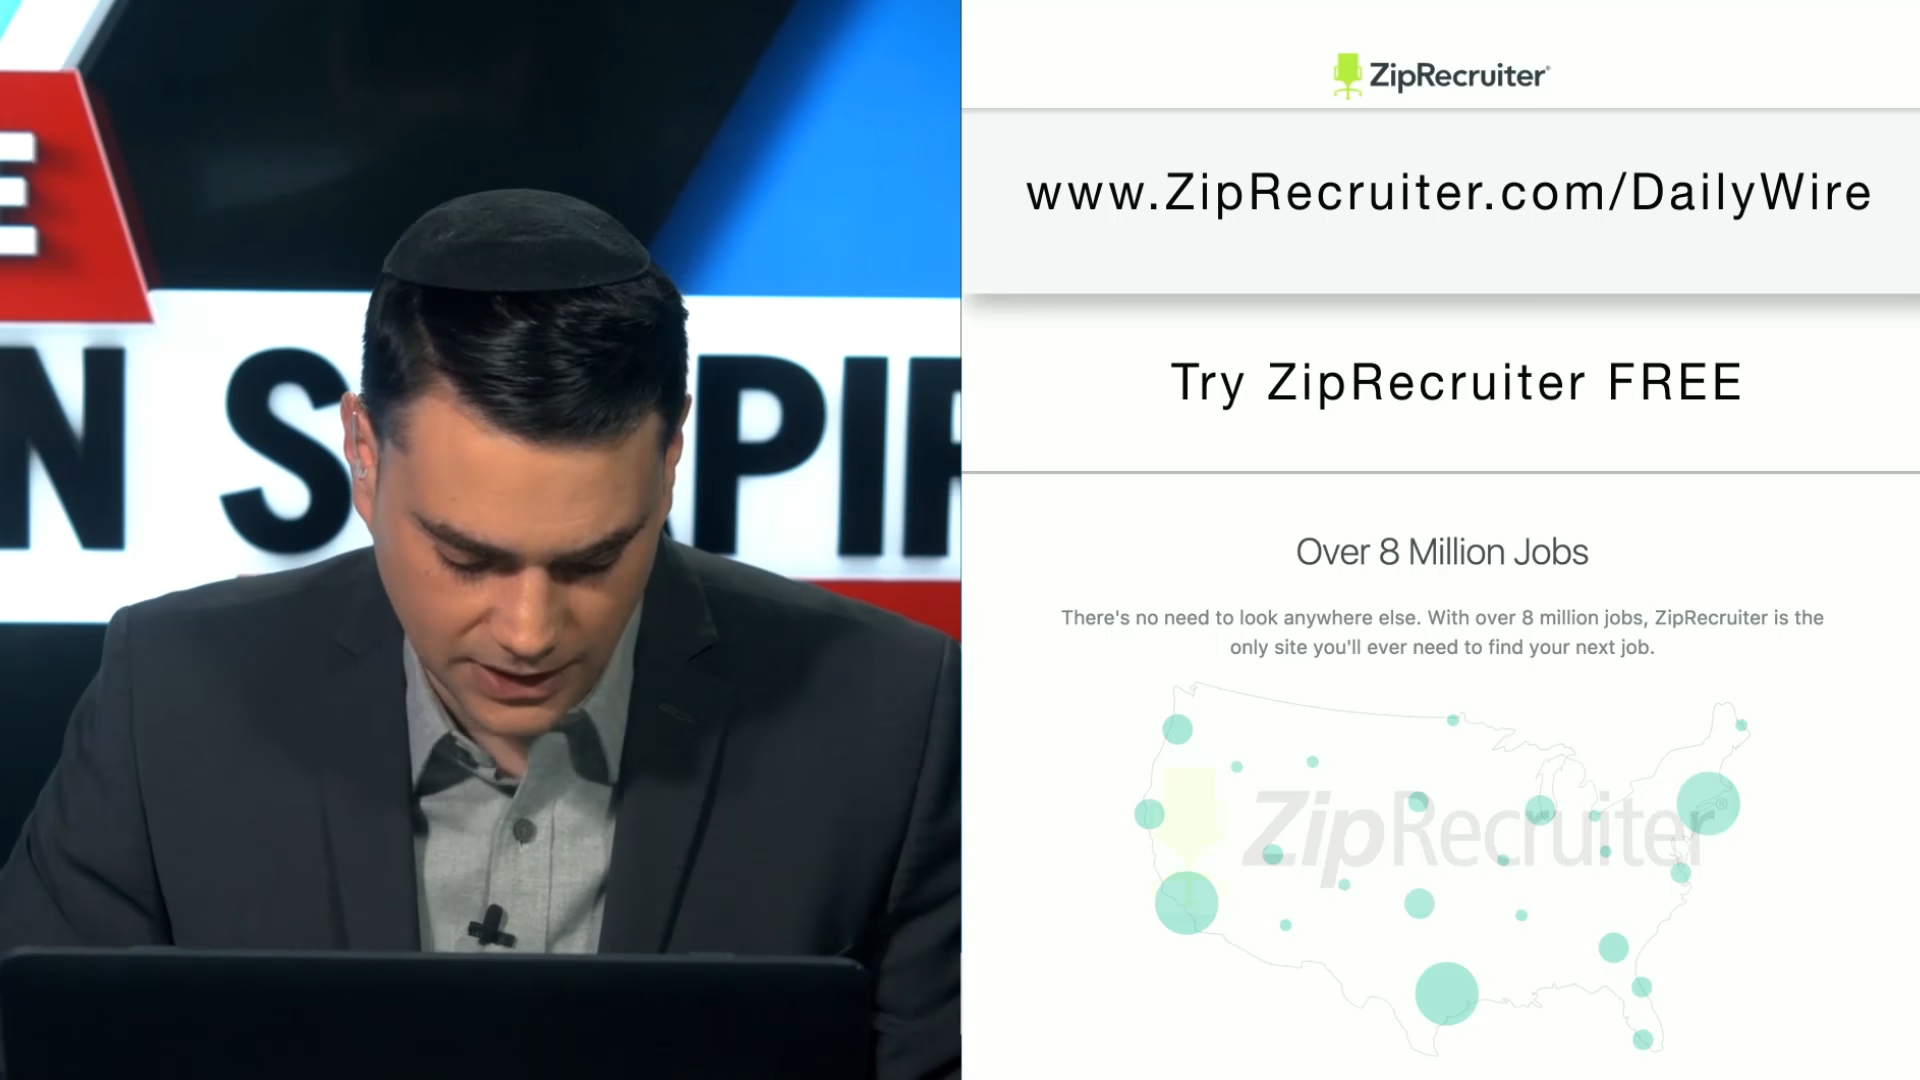 E
N S PIR
ZipRecruiter®
www.ZipRecruiter.com/DailyWire
Try ZipRecruiter FREE
Over 8 Million Jobs
There's no need to look anywhere else. With over 8 million jobs, ZipRecruiter is the
only site you'll ever need to find your next job.
ZipRecruiter®